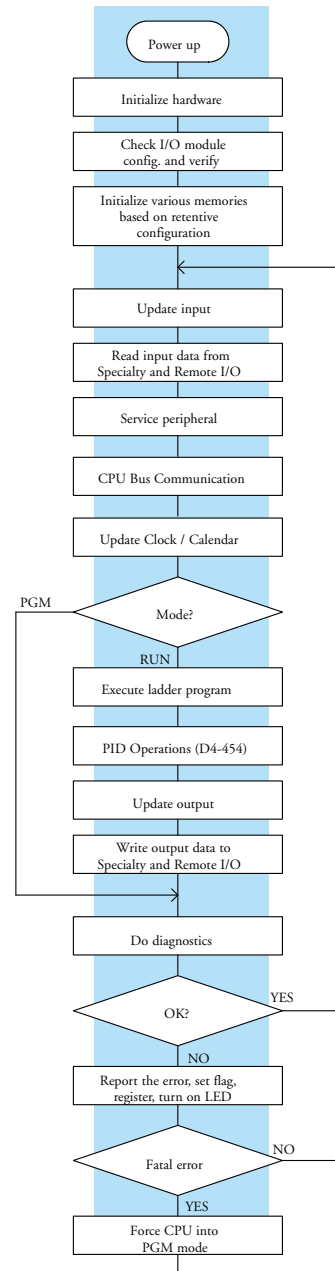 Power up
Initialize hardware
Check I/O module
config. and verify
Initialize various memories
based on retentive
configuration
Update input
Read input data from
Specialty and Remote I/O
Service peripheral
CPU Bus Communication
Update Clock / Calendar
PGM
Mode?
RUN
Execute ladder program
PID Operations (D4-454)
Update output
Write output data to
Specialty and Remote I/O
Do diagnostics
YES
OK?
NO
Report the error, set flag,
register, turn on LED
NO
Fatal error
YES
Force CPU into
PGM mode